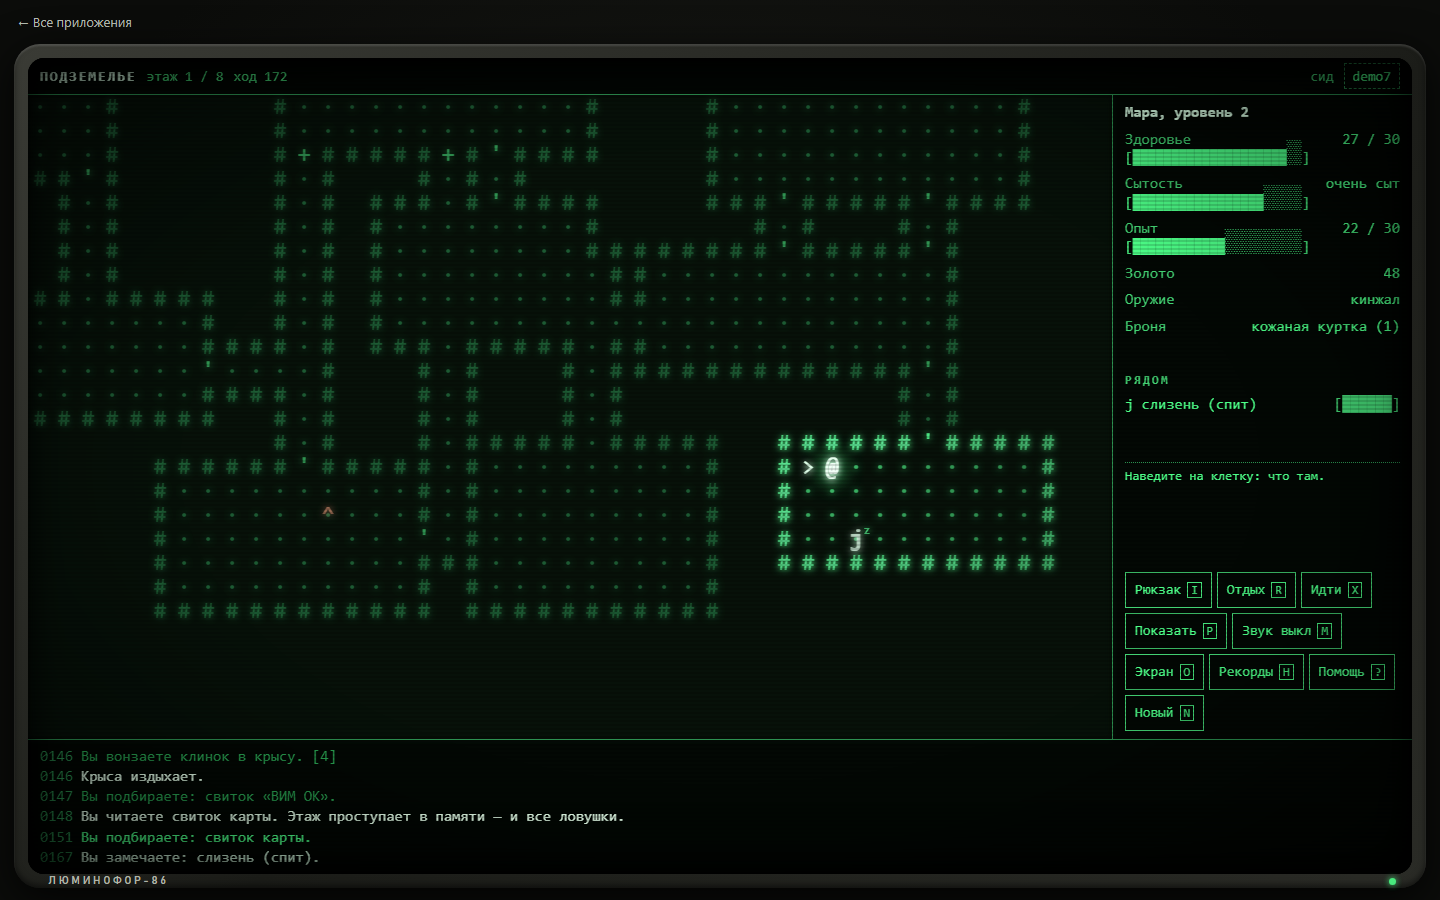 ← Все приложения
ПОДЗЕМЕЛЬЕ этаж 1 / 8 ход 172
сид demo7
Мара, уровень 2
Здоровье 27 / 30
Сытость очень сыт
Опыт 22 / 30
Золото 48
Оружие кинжал
Броня кожаная куртка (1)
РЯДОМ
j слизень (спит)
Наведите на клетку: что там.
Рюкзак I Отдых R Идти X
Показать P Звук выкл M
Экран O Рекорды H Помощь ?
Новый N
0146 Вы вонзаете клинок в крысу. [4]
0146 Крыса издыхает.
0147 Вы подбираете: свиток «ВИМ ОК».
0148 Вы читаете свиток карты. Этаж проступает в памяти — и все ловушки.
0151 Вы подбираете: свиток карты.
0167 Вы замечаете: слизень (спит).
ЛЮМИНОФОР-86